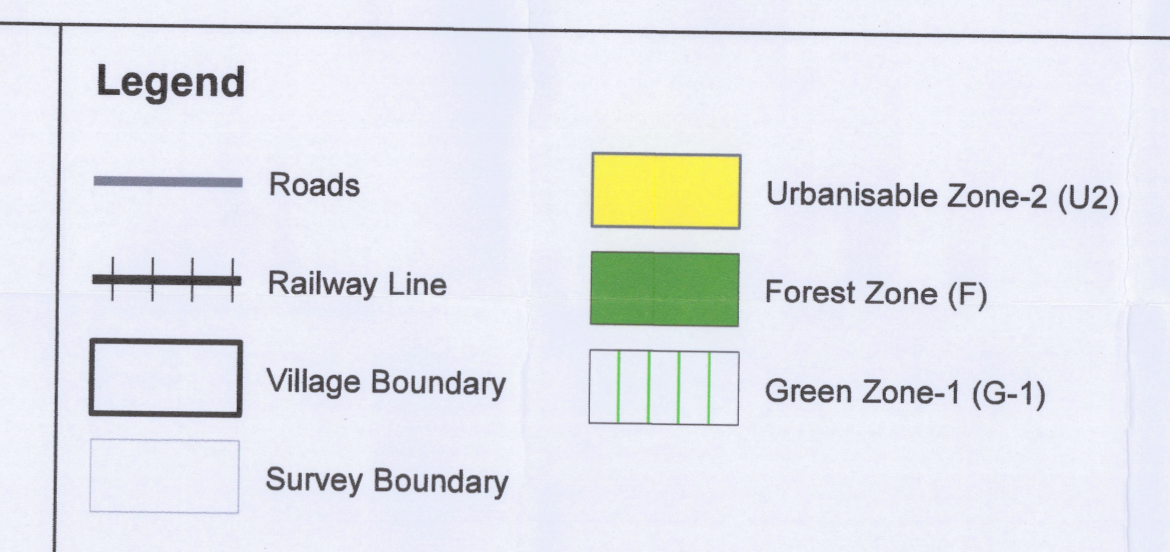 Legend
Roads
Railway Line
Village Boundary
Survey Boundary
Urbanisable Zone-2 (U2)
Forest Zone (F)
Green Zone-1 (G-1)